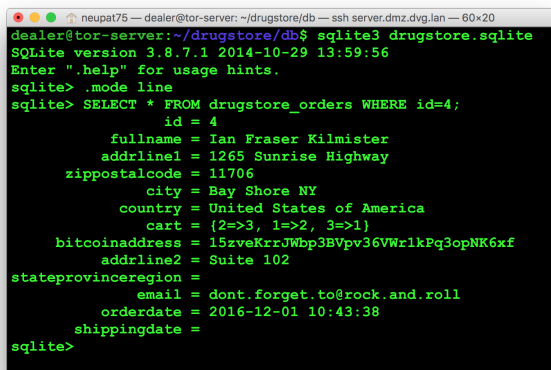 neupat75 — dealer@tor-server: ~/drugstore/db — ssh server.dmz.dvg.lan — 60×20
dealer@tor-server:~/drugstore/db$ sqlite3 drugstore.sqlite
SQLite version 3.8.7.1 2014-10-29 13:59:56
Enter ".help" for usage hints.
sqlite> .mode line
sqlite> SELECT * FROM drugstore_orders WHERE id=4;
id = 4
fullname = Ian Fraser Kilmister
addrline1 = 1265 Sunrise Highway
zippostalcode = 11706
city = Bay Shore NY
country = United States of America
cart = {2=>3, 1=>2, 3=>1}
bitcoinaddress = 15zveKrrJWbp3BVpv36VWr1kPq3opNK6xf
addrline2 = Suite 102
stateprovinceregion =
email = dont.forget.to@rock.and.roll
orderdate = 2016-12-01 10:43:38
shippingdate =
sqlite>